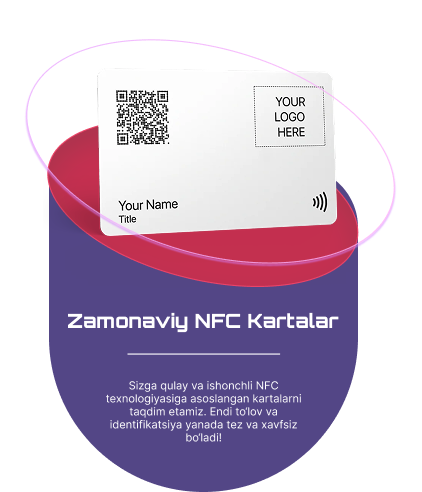 YOUR
LOGO
HERE
Your Name
Title
Zamonaviy NFC Kartalar
Sizga qulay va ishonchli NFC
texnologiyasiga asoslangan kartalarni
taqdim etamiz. Endi to‘lov va
identifikatsiya yanada tez va xavfsiz
bo‘ladi!